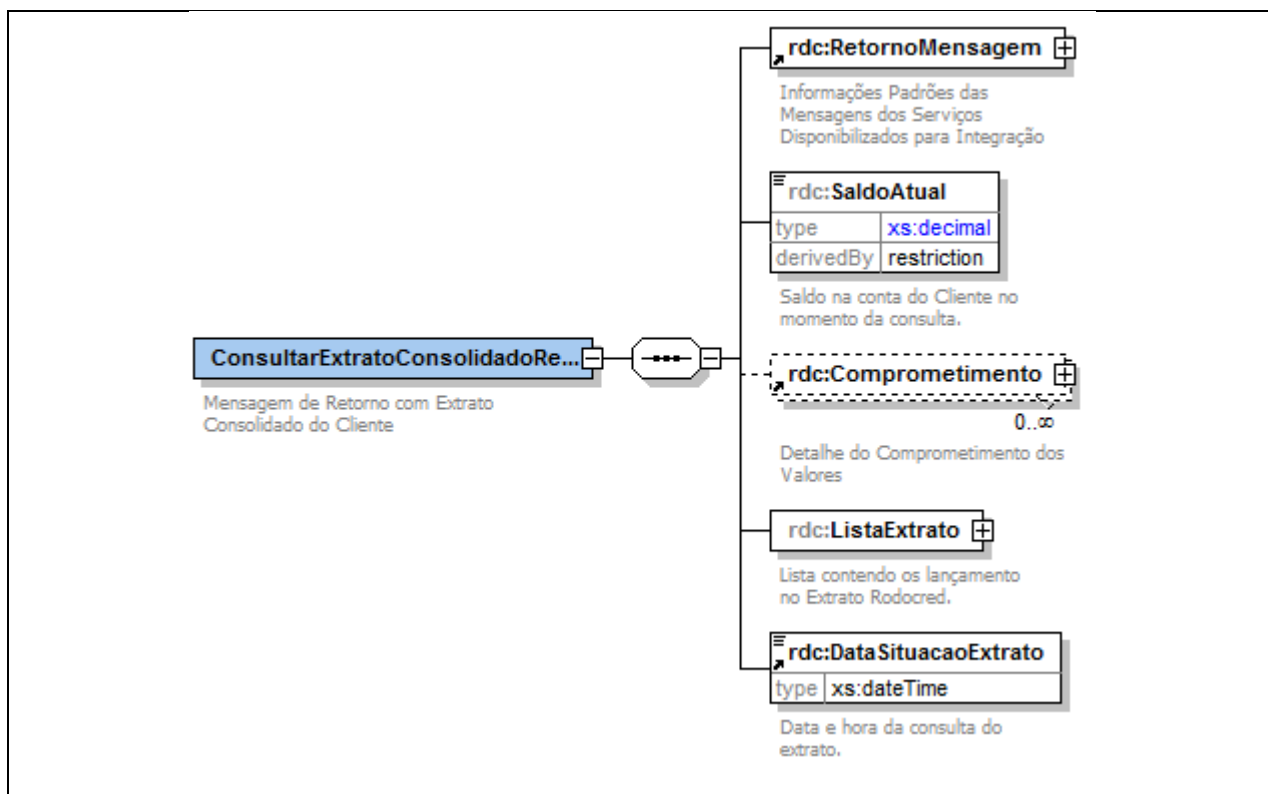 rdc:RetornoMensagem
Informações Padrões das
Mensagens dos Serviços
Disponibilizados para Integração
rdc:SaldoAtual
type xs:decimal
derivedBy restriction
Saldo na conta do Cliente no
momento da consulta.
ConsultarExtratoConsolidadoRe...
Mensagem de Retorno com Extrato
Consolidado do Cliente
rdc:Comprometimento
0..∞
Detalhe do Comprometimento dos
Valores
rdc:ListaExtrato
Lista contendo os lançamento
no Extrato Rodocred.
rdc:DataSituacaoExtrato
type xs:dateTime
Data e hora da consulta do
extrato.